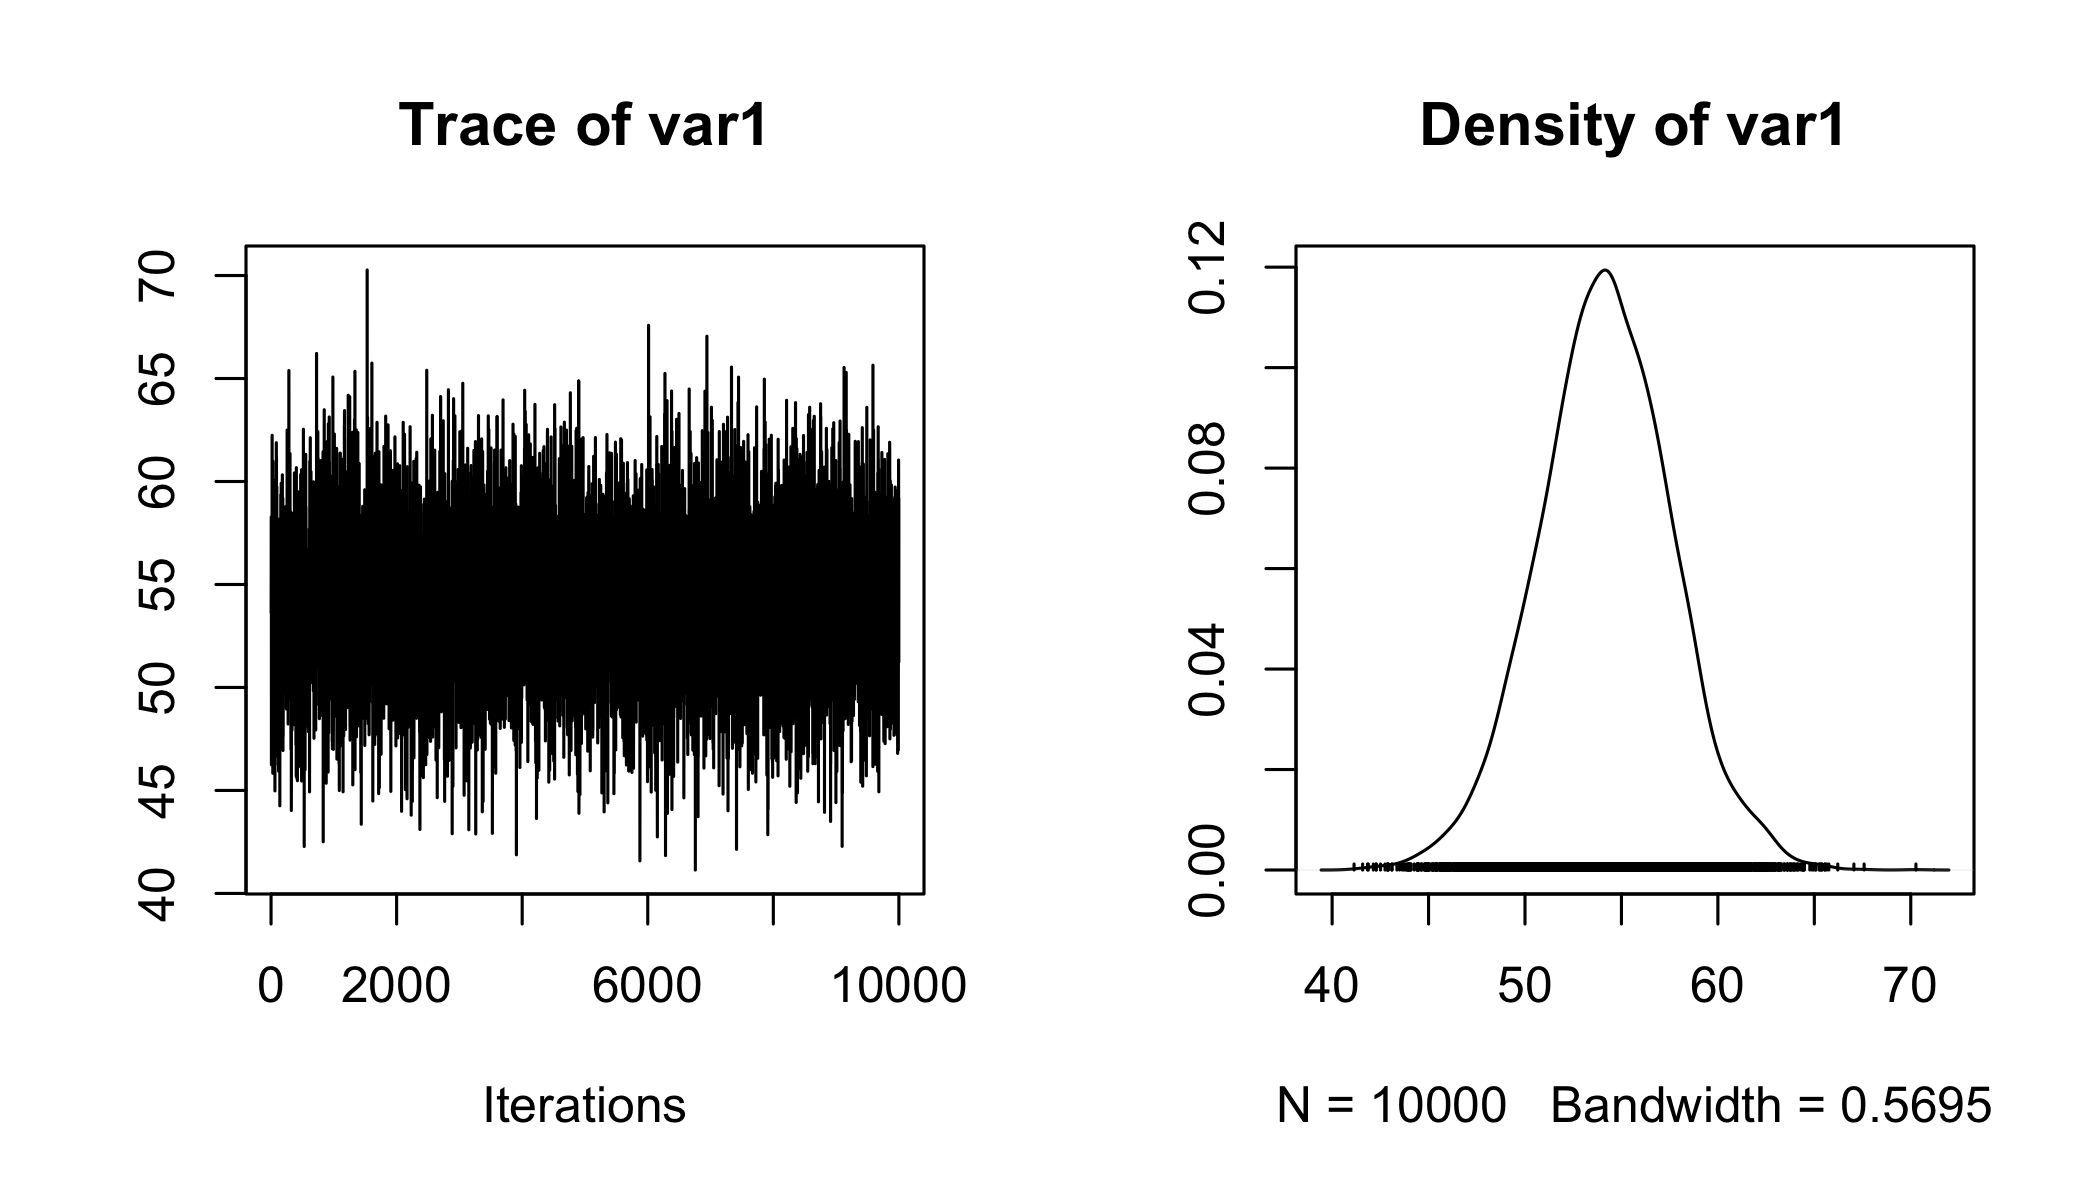 Trace of var1
70
65
60
55
50
45
40
0 2000 6000 10000
Iterations
Density of var1
0.12
0.08
0.04
0.00
40 50 60 70
N = 10000 Bandwidth = 0.5695